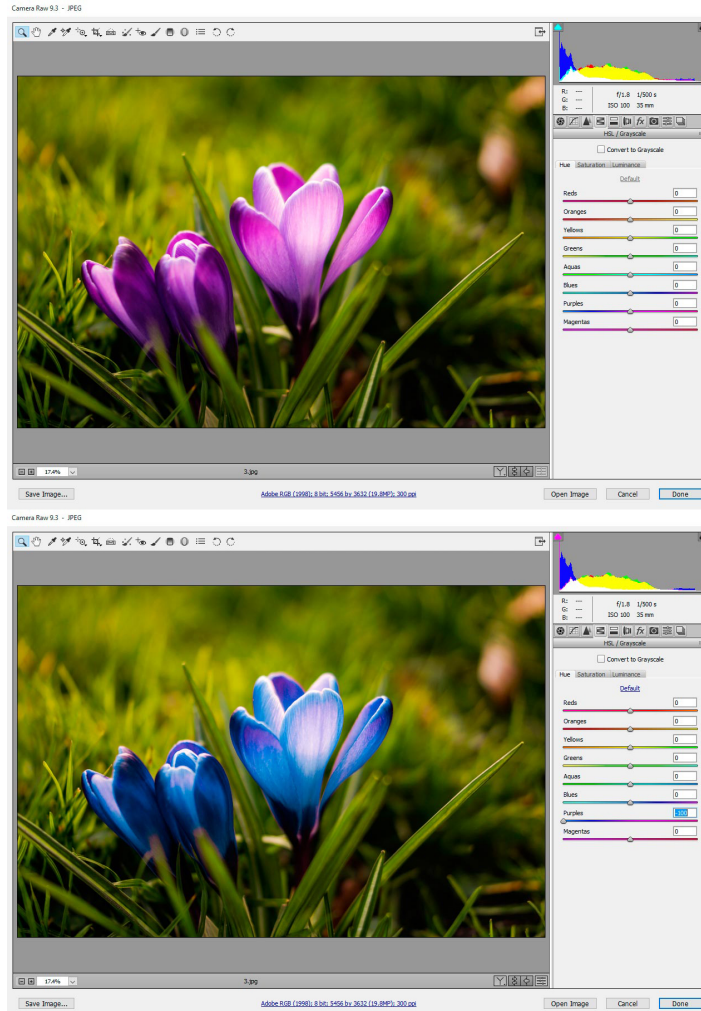 Camera Raw 9.3 - JPEG
R: ---
G: ---
B: ---
f/1.8 1/500 s
ISO 100 35 mm
fx
HSL / Grayscale
Convert to Grayscale
Hue Saturation Luminance
Default
Reds 0
Oranges 0
Yellows 0
Greens 0
Aquas 0
Blues 0
Purples 0
Magentas 0
17.4% 3.jpg Y
Save Image... Adobe RGB (1998); 8 bit; 5456 by 3632 (19.8MP); 300 ppi Open Image Cancel Done
Camera Raw 9.3 - JPEG
R: ---
G: ---
B: ---
f/1.8 1/500 s
ISO 100 35 mm
fx
HSL / Grayscale
Convert to Grayscale
Hue Saturation Luminance
Default
Reds 0
Oranges 0
Yellows 0
Greens 0
Aquas 0
Blues 0
Purples -100
Magentas 0
17.4% 3.jpg Y
Save Image... Adobe RGB (1998); 8 bit; 5456 by 3632 (19.8MP); 300 ppi Open Image Cancel Done